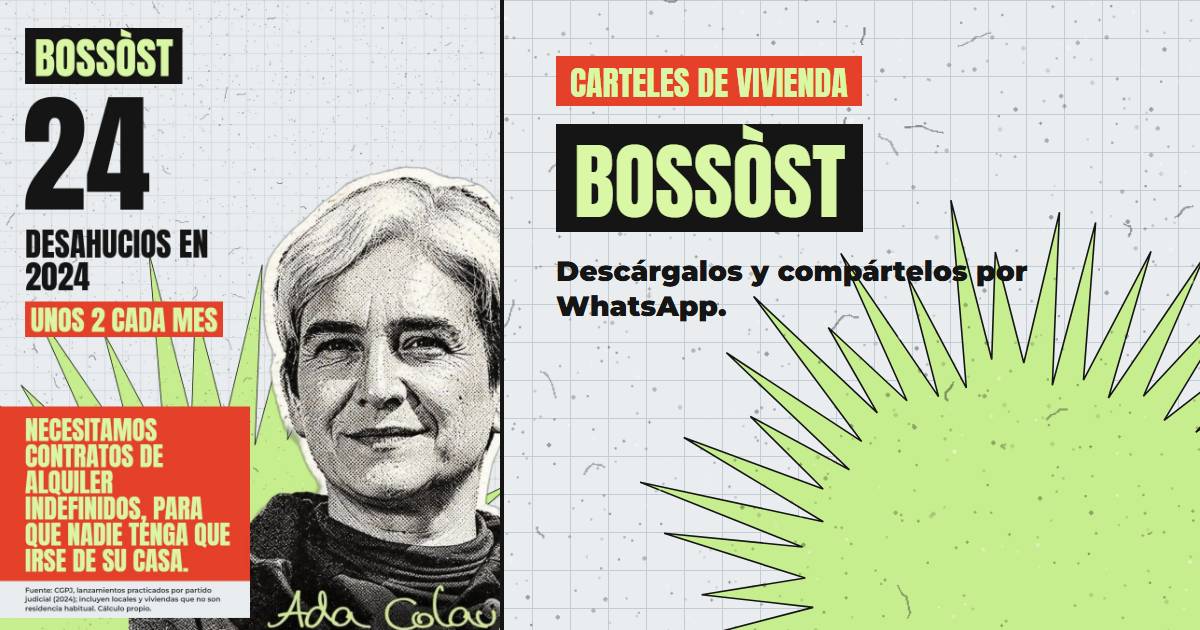 BOSSÒST
24
DESAHUCIOS EN
2024
UNOS 2 CADA MES
NECESITAMOS
CONTRATOS DE
ALQUILER
INDEFINIDOS, PARA
QUE NADIE TENGA QUE
IRSE DE SU CASA.
Fuente: CGPJ, lanzamientos practicados por partido
judicial (2024); incluyen locales y viviendas que no son
residencia habitual. Cálculo propio.
Ada Colau
CARTELES DE VIVIENDA
BOSSÒST
Descárgalos y compártelos por
WhatsApp.